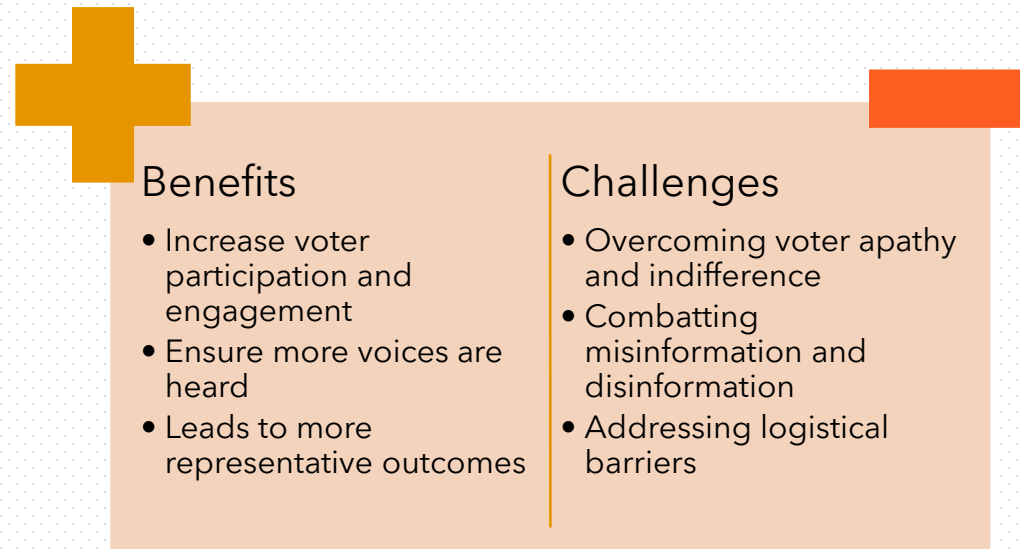 Benefits
• Increase voter
participation and
engagement
• Ensure more voices are
heard
• Leads to more
representative outcomes
Challenges
• Overcoming voter apathy
and indifference
• Combatting
misinformation and
disinformation
• Addressing logistical
barriers